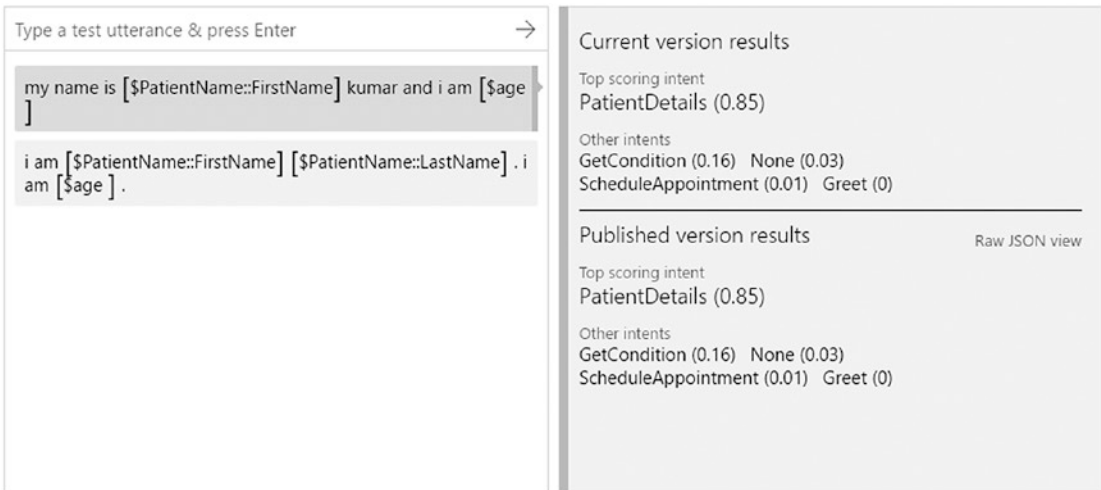 Type a test utterance & press Enter
my name is [$PatientName::FirstName] kumar and i am [$age
]
i am [$PatientName::FirstName] [$PatientName::LastName] . i
am [$age ] .
Current version results
Top scoring intent
PatientDetails (0.85)
Other intents
GetCondition (0.16) None (0.03)
ScheduleAppointment (0.01) Greet (0)
Published version results
Raw JSON view
Top scoring intent
PatientDetails (0.85)
Other intents
GetCondition (0.16) None (0.03)
ScheduleAppointment (0.01) Greet (0)